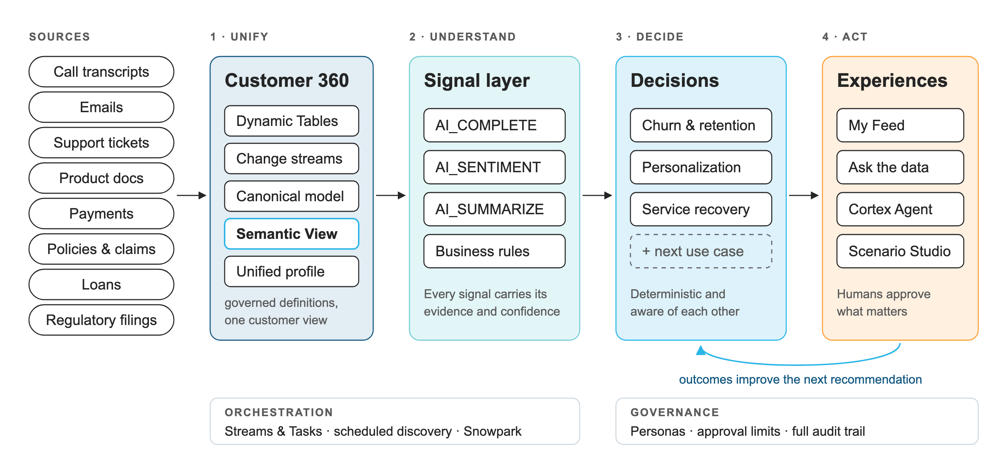 SOURCES
Call transcripts
Emails
Support tickets
Product docs
Payments
Policies & claims
Loans
Regulatory filings
1 · UNIFY
Customer 360
Dynamic Tables
Change streams
Canonical model
Semantic View
Unified profile
governed definitions,
one customer view
2 · UNDERSTAND
Signal layer
AI_COMPLETE
AI_SENTIMENT
AI_SUMMARIZE
Business rules
Every signal carries its
evidence and confidence
3 · DECIDE
Decisions
Churn & retention
Personalization
Service recovery
+ next use case
Deterministic and
aware of each other
4 · ACT
Experiences
My Feed
Ask the data
Cortex Agent
Scenario Studio
Humans approve
what matters
outcomes improve the next recommendation
ORCHESTRATION
Streams & Tasks · scheduled discovery · Snowpark
GOVERNANCE
Personas · approval limits · full audit trail